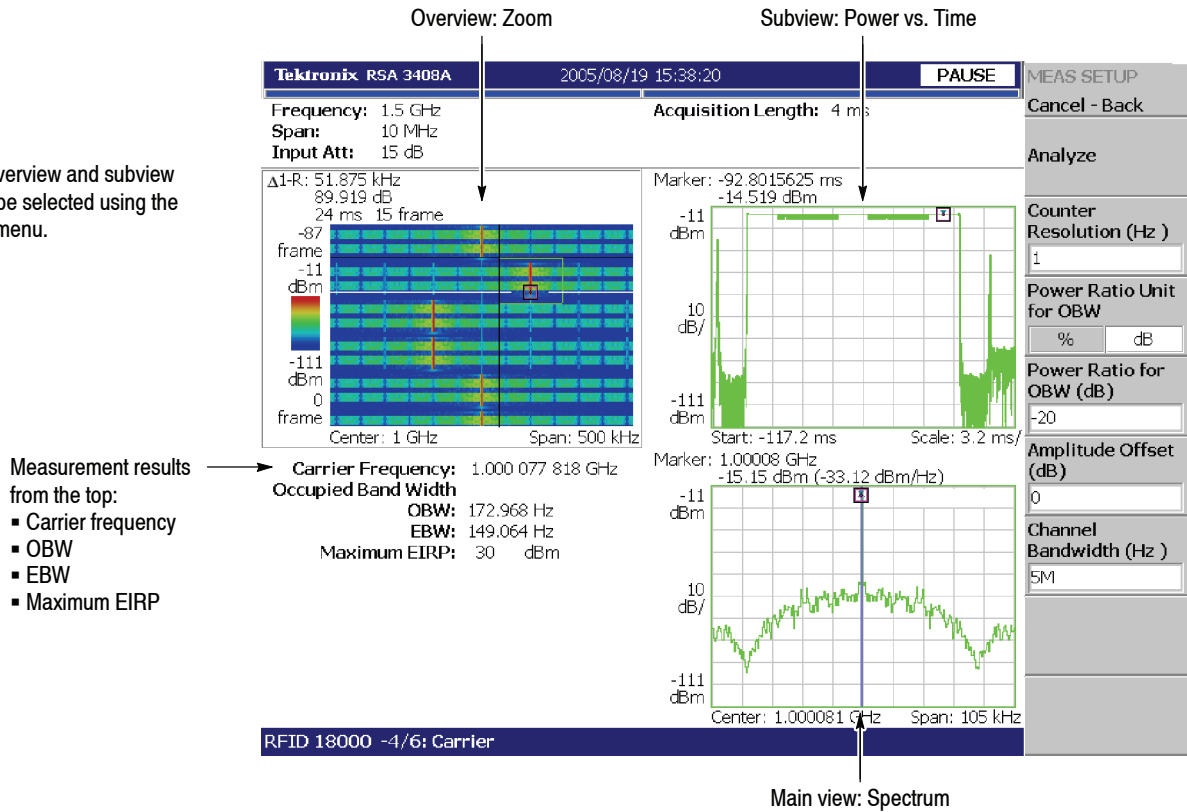 Overview: Zoom
Subview: Power vs. Time
Tektronix RSA 3408A 2005/08/19 15:38:20 PAUSE
Frequency: 1.5 GHz
Span: 10 MHz
Input Att: 15 dB
Acquisition Length: 4 ms
verview and subview
be selected using the
menu.
Δ1-R: 51.875 kHz
89.919 dB
24 ms 15 frame
-87
frame
-11
dBm
-111
dBm
0
frame
Center: 1 GHz Span: 500 kHz
Marker: -92.8015625 ms
-14.519 dBm
-11
dBm
10
dB/
-111
dBm
Start: -117.2 ms Scale: 3.2 ms/
Measurement results
from the top:
▪ Carrier frequency
▪ OBW
▪ EBW
▪ Maximum EIRP
Carrier Frequency: 1.000 077 818 GHz
Occupied Band Width
OBW: 172.968 Hz
EBW: 149.064 Hz
Maximum EIRP: 30 dBm
Marker: 1.00008 GHz
-15.15 dBm (-33.12 dBm/Hz)
-11
dBm
10
dB/
-111
dBm
Center: 1.000081 GHz Span: 105 kHz
RFID 18000 -4/6: Carrier
MEAS SETUP
Cancel - Back
Analyze
Counter
Resolution (Hz )
1
Power Ratio Unit
for OBW
% dB
Power Ratio for
OBW (dB)
-20
Amplitude Offset
(dB)
0
Channel
Bandwidth (Hz )
5M
Main view: Spectrum